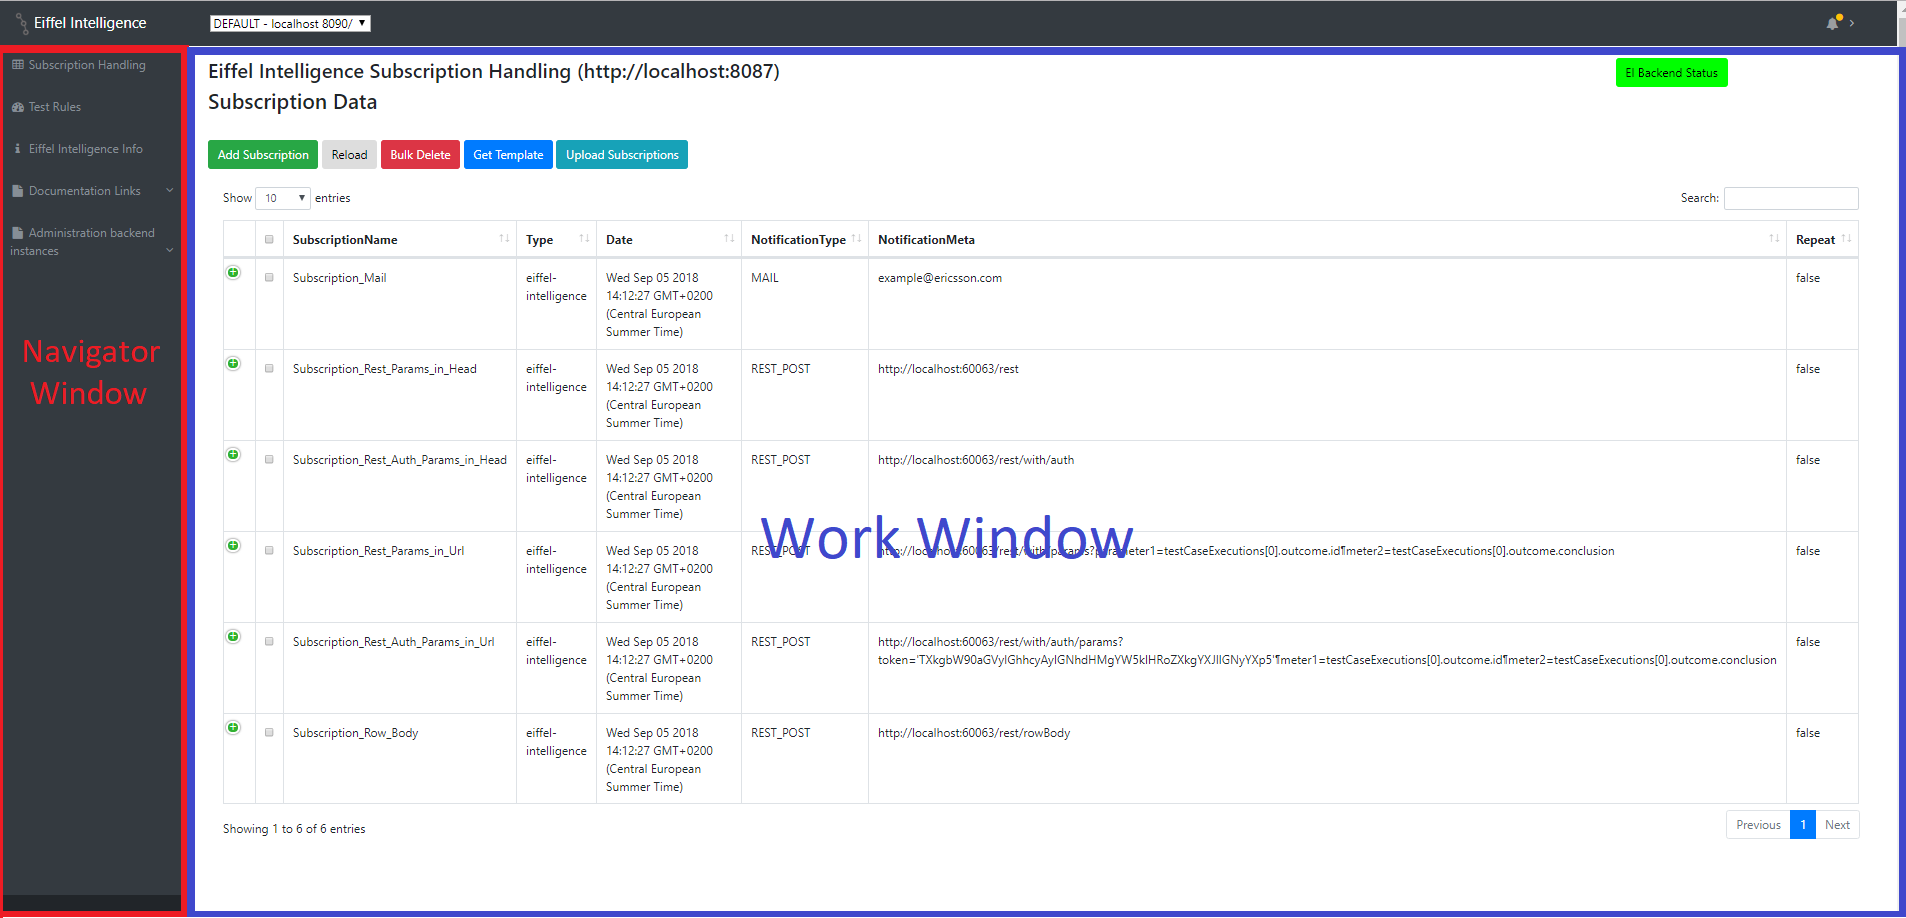 Eiffel Intelligence
DEFAULT - localhost 8090/
Subscription Handling
Test Rules
Eiffel Intelligence Info
Documentation Links
Administration backend
instances
Navigator
Window
Eiffel Intelligence Subscription Handling (http://localhost:8087)
EI Backend Status
Subscription Data
Add Subscription Reload Bulk Delete Get Template Upload Subscriptions
Show 10 entries
Search:
SubscriptionName Type Date NotificationType NotificationMeta Repeat
Subscription_Mail eiffel- Wed Sep 05 2018 MAIL example@ericsson.com false
intelligence 14:12:27 GMT+0200
(Central European
Summer Time)
Subscription_Rest_Params_in_Head eiffel- Wed Sep 05 2018 REST_POST http://localhost:60063/rest false
intelligence 14:12:27 GMT+0200
(Central European
Summer Time)
Subscription_Rest_Auth_Params_in_Head eiffel- Wed Sep 05 2018 REST_POST http://localhost:60063/rest/with/auth false
intelligence 14:12:27 GMT+0200
(Central European
Summer Time)
Work Window
Subscription_Rest_Params_in_Url eiffel- Wed Sep 05 2018 REST_POST http://localhost:60063/rest/with/params?parameter1=testCaseExecutions[0].outcome.id¶meter2=testCaseExecutions[0].outcome.conclusion false
intelligence 14:12:27 GMT+0200
(Central European
Summer Time)
Subscription_Rest_Auth_Params_in_Url eiffel- Wed Sep 05 2018 REST_POST http://localhost:60063/rest/with/auth/params? false
intelligence 14:12:27 GMT+0200 token='TXkgbW90aGVyIGhhcyAyIGNhdHMgYW5kIHRoZXkgYXJlIGNyYXp5'¶meter1=testCaseExecutions[0].outcome.id¶meter2=testCaseExecutions[0].outcome.conclusion
(Central European
Summer Time)
Subscription_Row_Body eiffel- Wed Sep 05 2018 REST_POST http://localhost:60063/rest/rowBody false
intelligence 14:12:27 GMT+0200
(Central European
Summer Time)
Showing 1 to 6 of 6 entries
Previous 1 Next